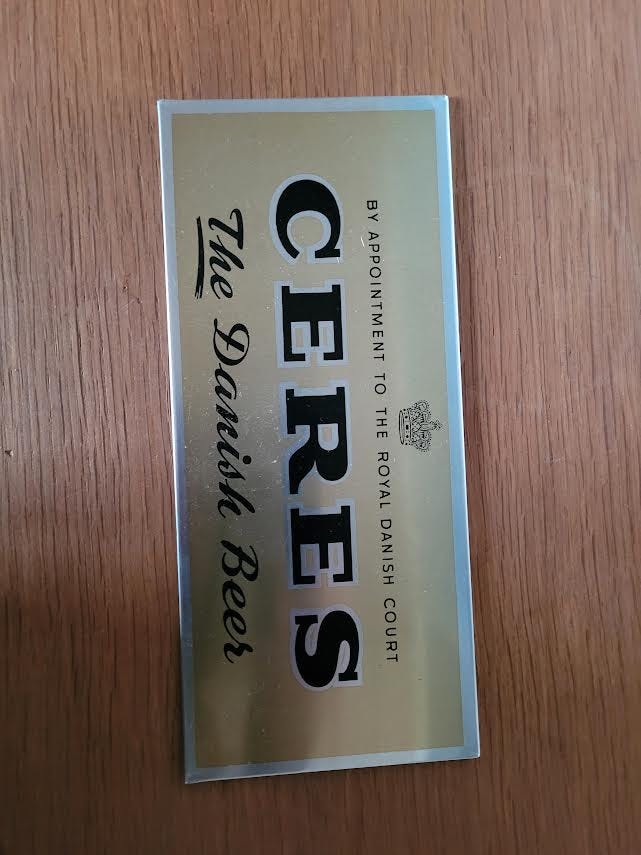 BY APPOINTMENT TO THE ROYAL DANISH COURT
CERES
The Danish Beer